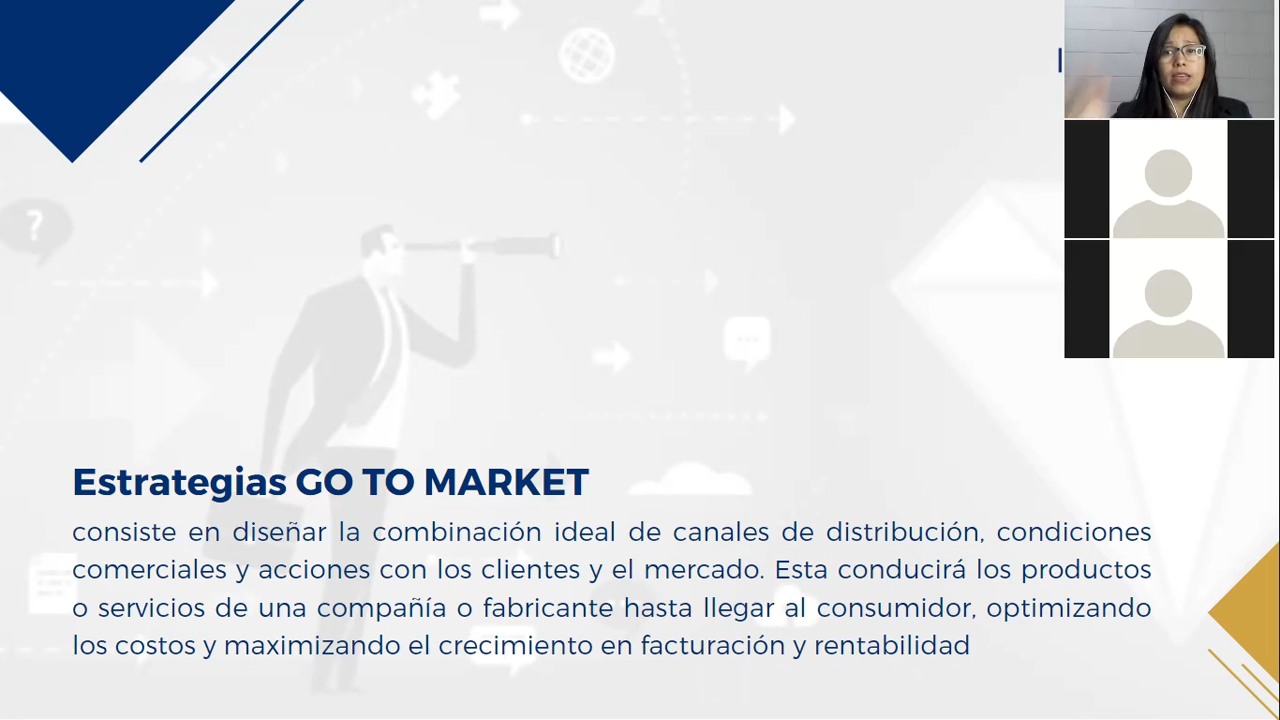 ?
Estrategias GO TO MARKET
consiste en diseñar la combinación ideal de canales de distribución, condiciones
comerciales y acciones con los clientes y el mercado. Esta conducirá los productos
o servicios de una compañía o fabricante hasta llegar al consumidor, optimizando
los costos y maximizando el crecimiento en facturación y rentabilidad